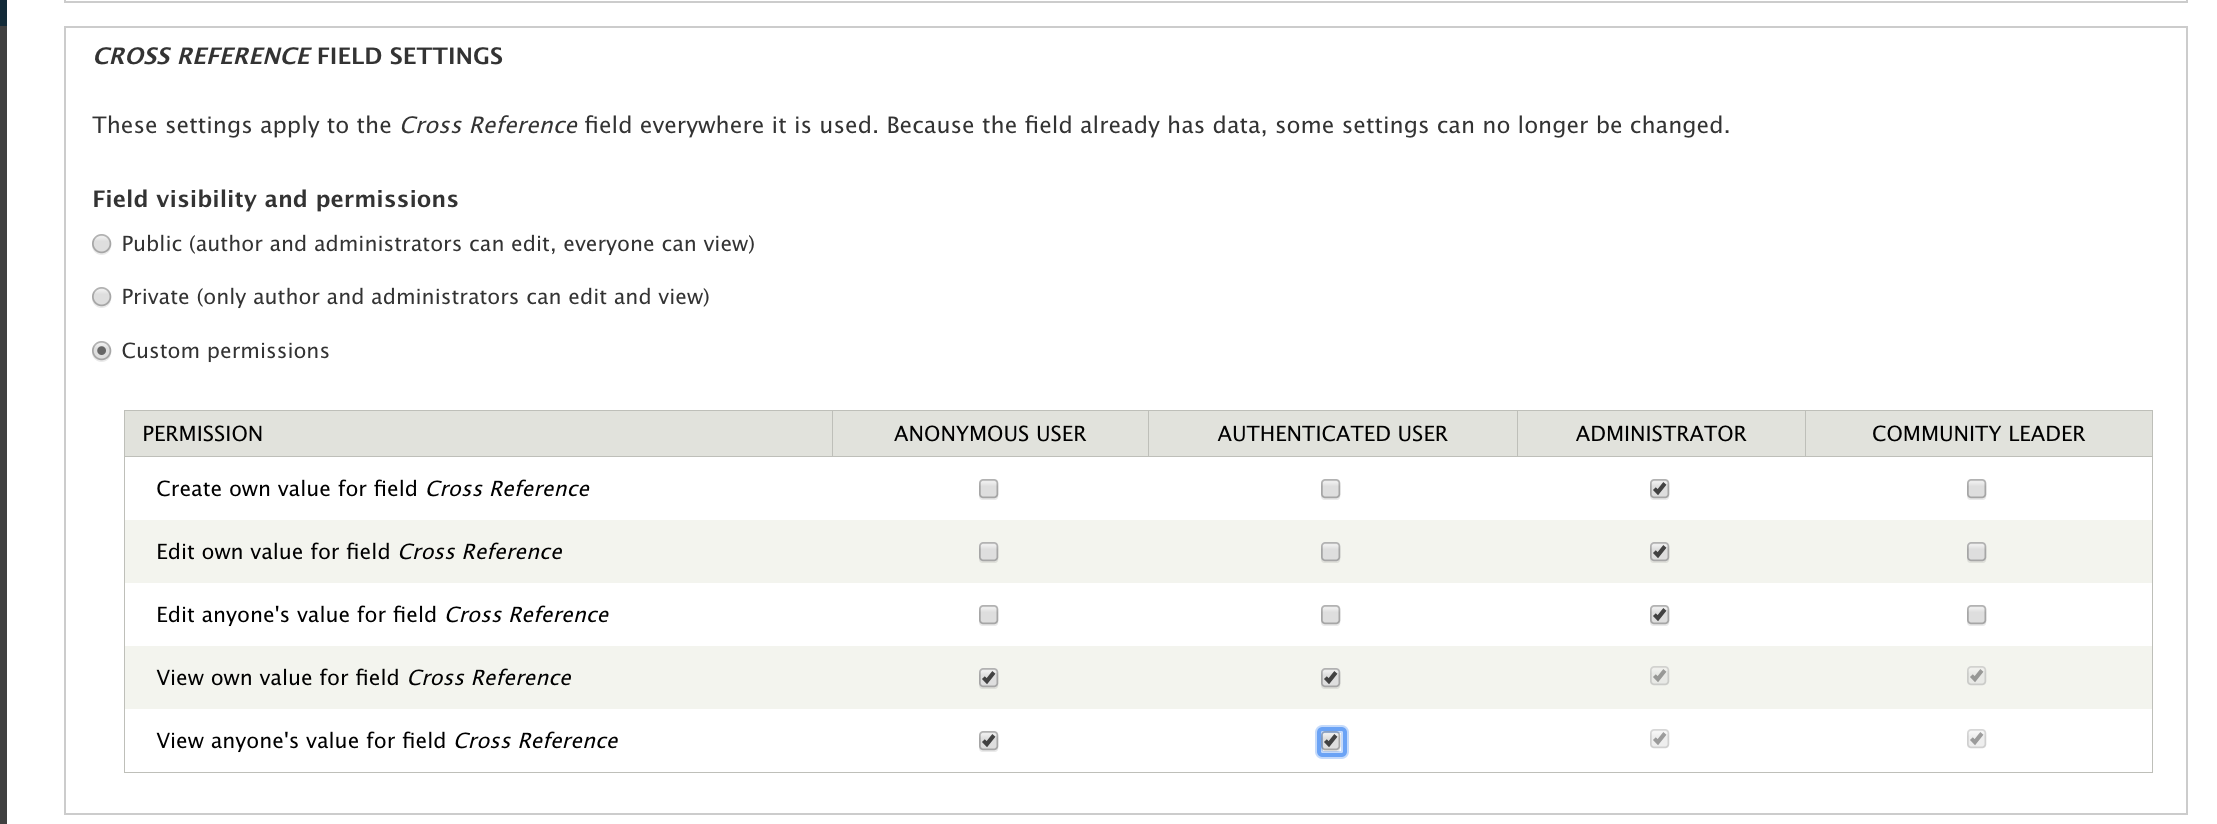 CROSS REFERENCE FIELD SETTINGS
These settings apply to the Cross Reference field everywhere it is used. Because the field already has data, some settings can no longer be changed.
Field visibility and permissions
Public (author and administrators can edit, everyone can view)
Private (only author and administrators can edit and view)
Custom permissions
PERMISSION ANONYMOUS USER AUTHENTICATED USER ADMINISTRATOR COMMUNITY LEADER
Create own value for field Cross Reference
Edit own value for field Cross Reference
Edit anyone's value for field Cross Reference
View own value for field Cross Reference
View anyone's value for field Cross Reference